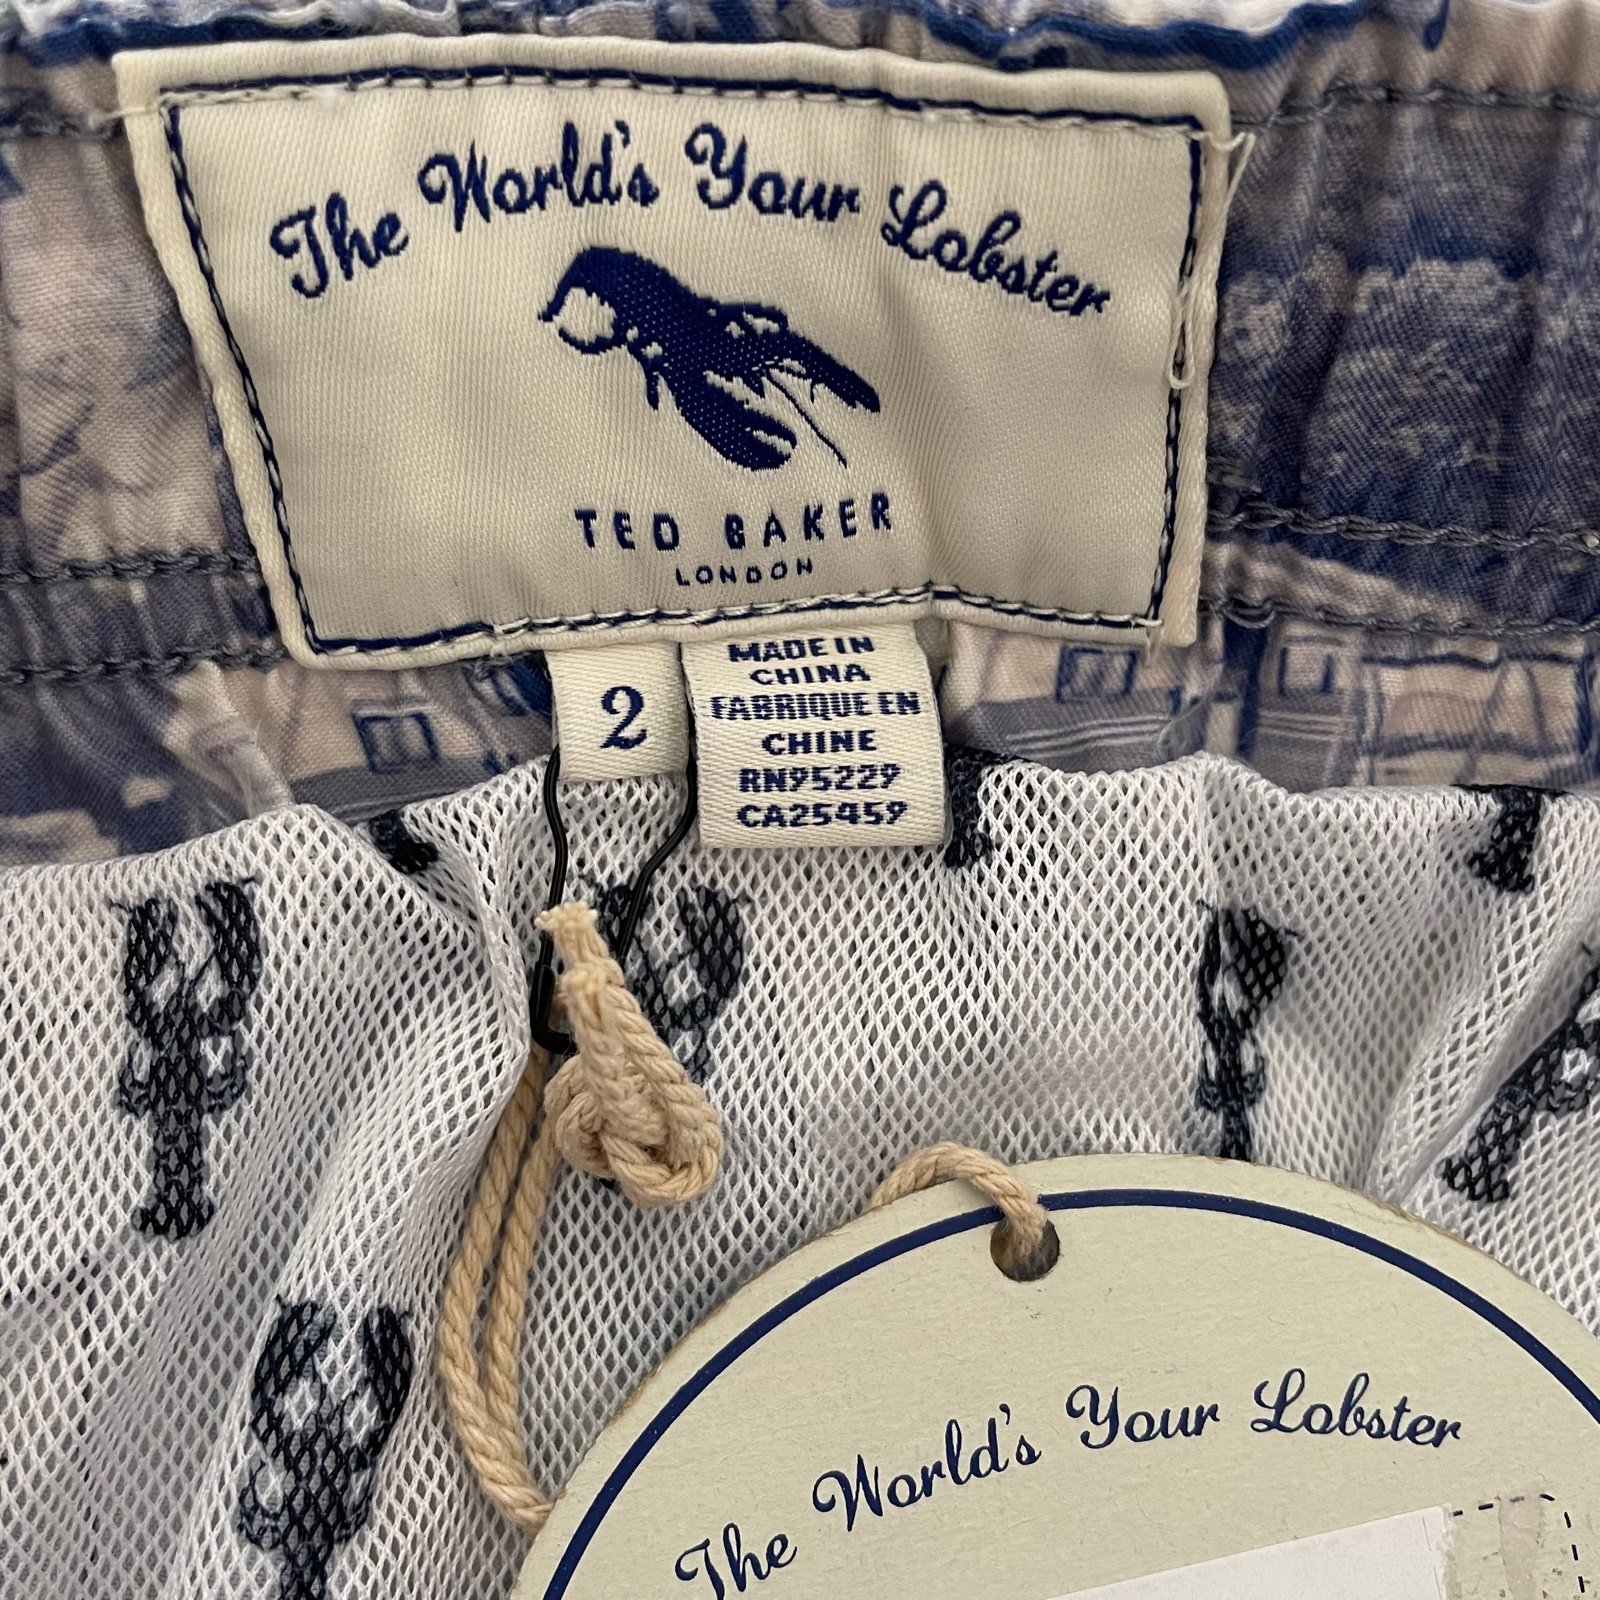 The World's Your Lobster
TED BAKER
LONDON
2
MADE IN
CHINA
FABRIQUE EN
CHINE
RN95229
CA25459
The World's Your Lobster